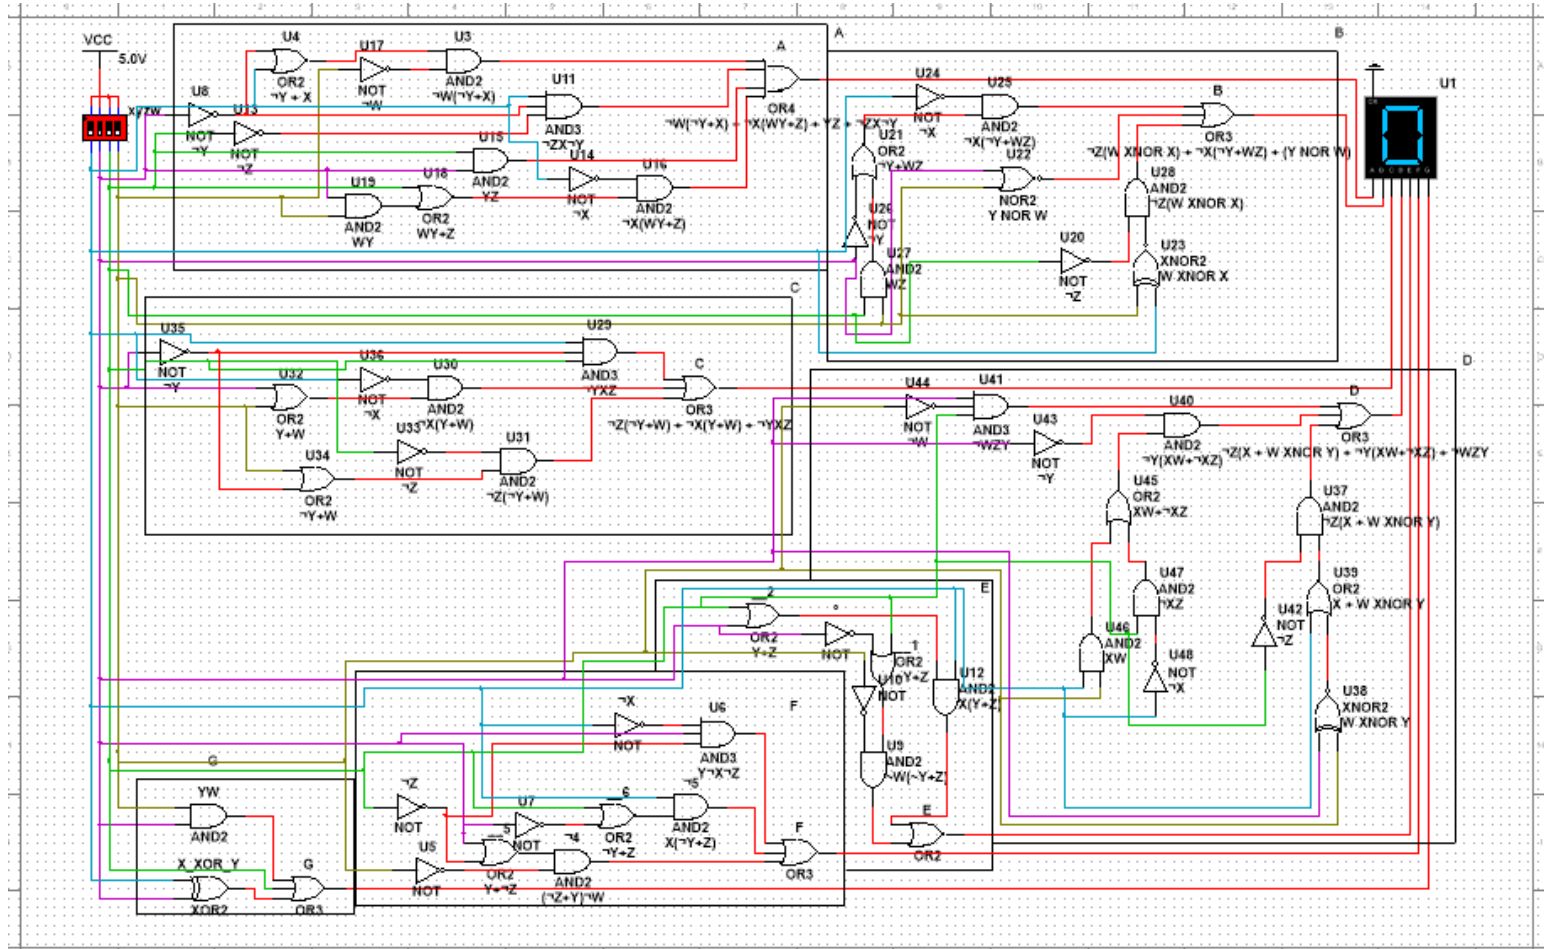 VCC
5.0V
xyzw
A
U8
NOT
¬Y
U13
NOT
¬Z
U4
OR2
¬Y + X
U17
NOT
¬W
U3
AND2
¬W(¬Y+X)
U11
AND3
¬ZX¬Y
U15
AND2
YZ
U14
NOT
¬X
U16
AND2
¬X(WY+Z)
U18
OR2
WY+Z
U19
AND2
WY
A
OR4
¬W(¬Y+X) + ¬X(WY+Z) + YZ + ¬ZX¬Y
B
U24
NOT
¬X
U25
AND2
¬X(¬Y+WZ)
U21
OR2
¬Y+WZ
U22
NOR2
Y NOR W
U26
NOT
¬Y
U27
AND2
WZ
U20
NOT
¬Z
U28
AND2
¬Z(W XNOR X)
U23
XNOR2
W XNOR X
B
OR3
¬Z(W XNOR X) + ¬X(¬Y+WZ) + (Y NOR W)
U1
CK
A B C D E F G
C
U35
NOT
¬Y
U32
OR2
Y+W
U36
NOT
¬X
U30
AND2
¬X(Y+W)
U29
AND3
¬YXZ
U33
NOT
¬Z
U34
OR2
¬Y+W
U31
AND2
¬Z(¬Y+W)
C
OR3
¬Z(¬Y+W) + ¬X(Y+W) + ¬YXZ
D
U44
NOT
¬W
U41
AND3
¬WZY
U43
NOT
¬Y
U40
AND2
¬Y(XW+¬XZ)
D
OR3
¬Z(X + W XNOR Y) + ¬Y(XW+¬XZ) + ¬WZY
U45
OR2
XW+¬XZ
U37
AND2
¬Z(X + W XNOR Y)
U47
AND2
¬XZ
U46
AND2
XW
U48
NOT
¬X
U42
NOT
¬Z
U39
OR2
X + W XNOR Y
U38
XNOR2
W XNOR Y
E
__2
OR2
Y+Z
NOT
__1
OR2
¬Y+Z
U10
NOT
U12
AND2
X(Y+Z)
U9
AND2
~W(~Y+Z)
E
OR2
F
¬X
NOT
U6
AND3
Y¬X¬Z
¬Z
NOT
U7
NOT
__6
OR2
¬Y+Z
¬5
AND2
X(¬Y+Z)
__5
OR2
Y+¬Z
U5
NOT
¬4
AND2
(¬Z+Y)¬W
F
OR3
G
YW
AND2
X_XOR_Y
XOR2
G
OR3